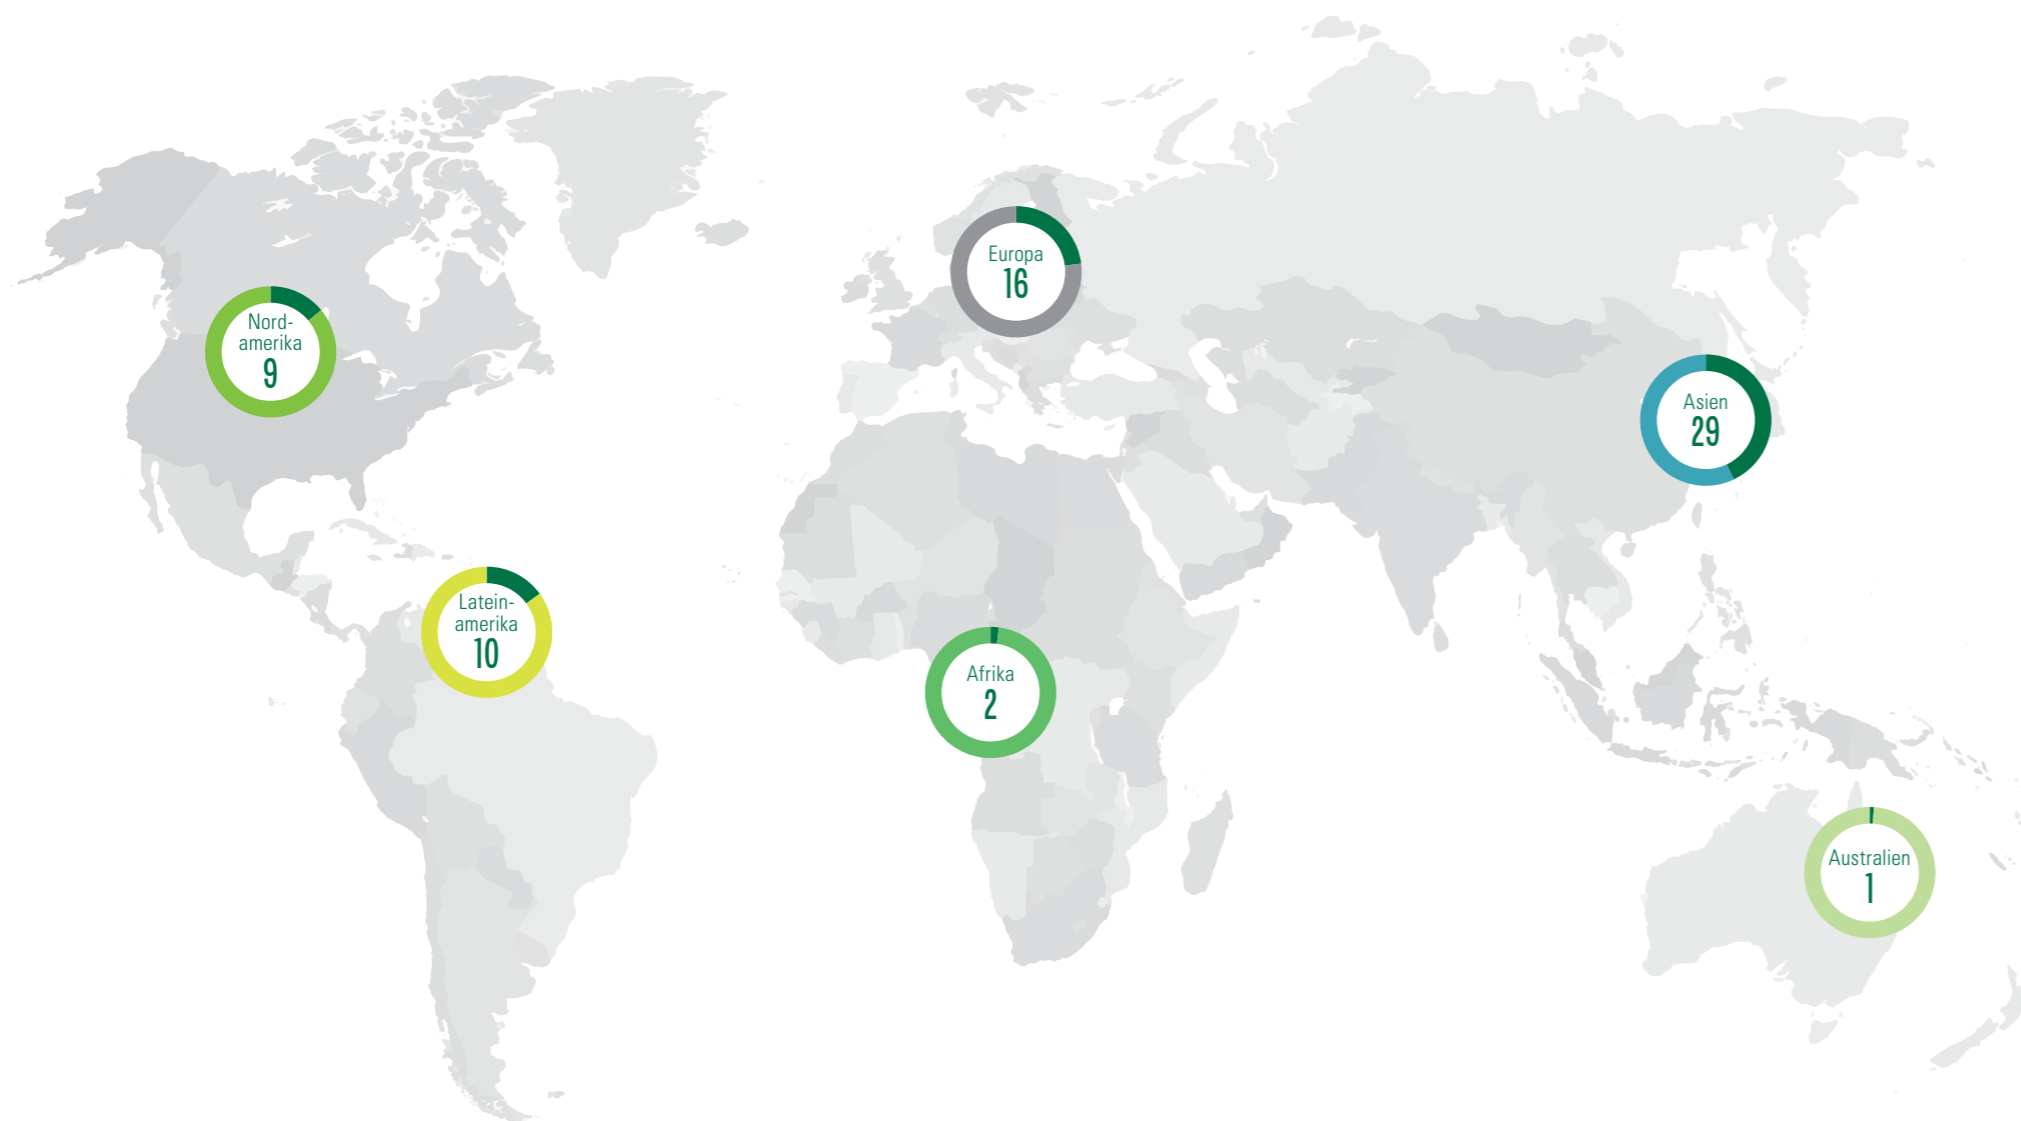 Europa
16
Nord-
amerika
9
Asien
29
Latein-
amerika
10
Afrika
2
Australien
1